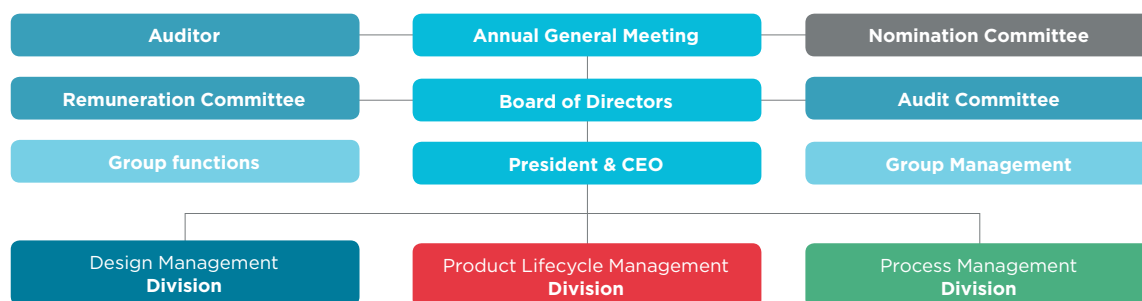 Auditor
Annual General Meeting
Nomination Committee
Remuneration Committee
Board of Directors
Audit Committee
Group functions
President & CEO
Group Management
Design Management
Division
Product Lifecycle Management
Division
Process Management
Division